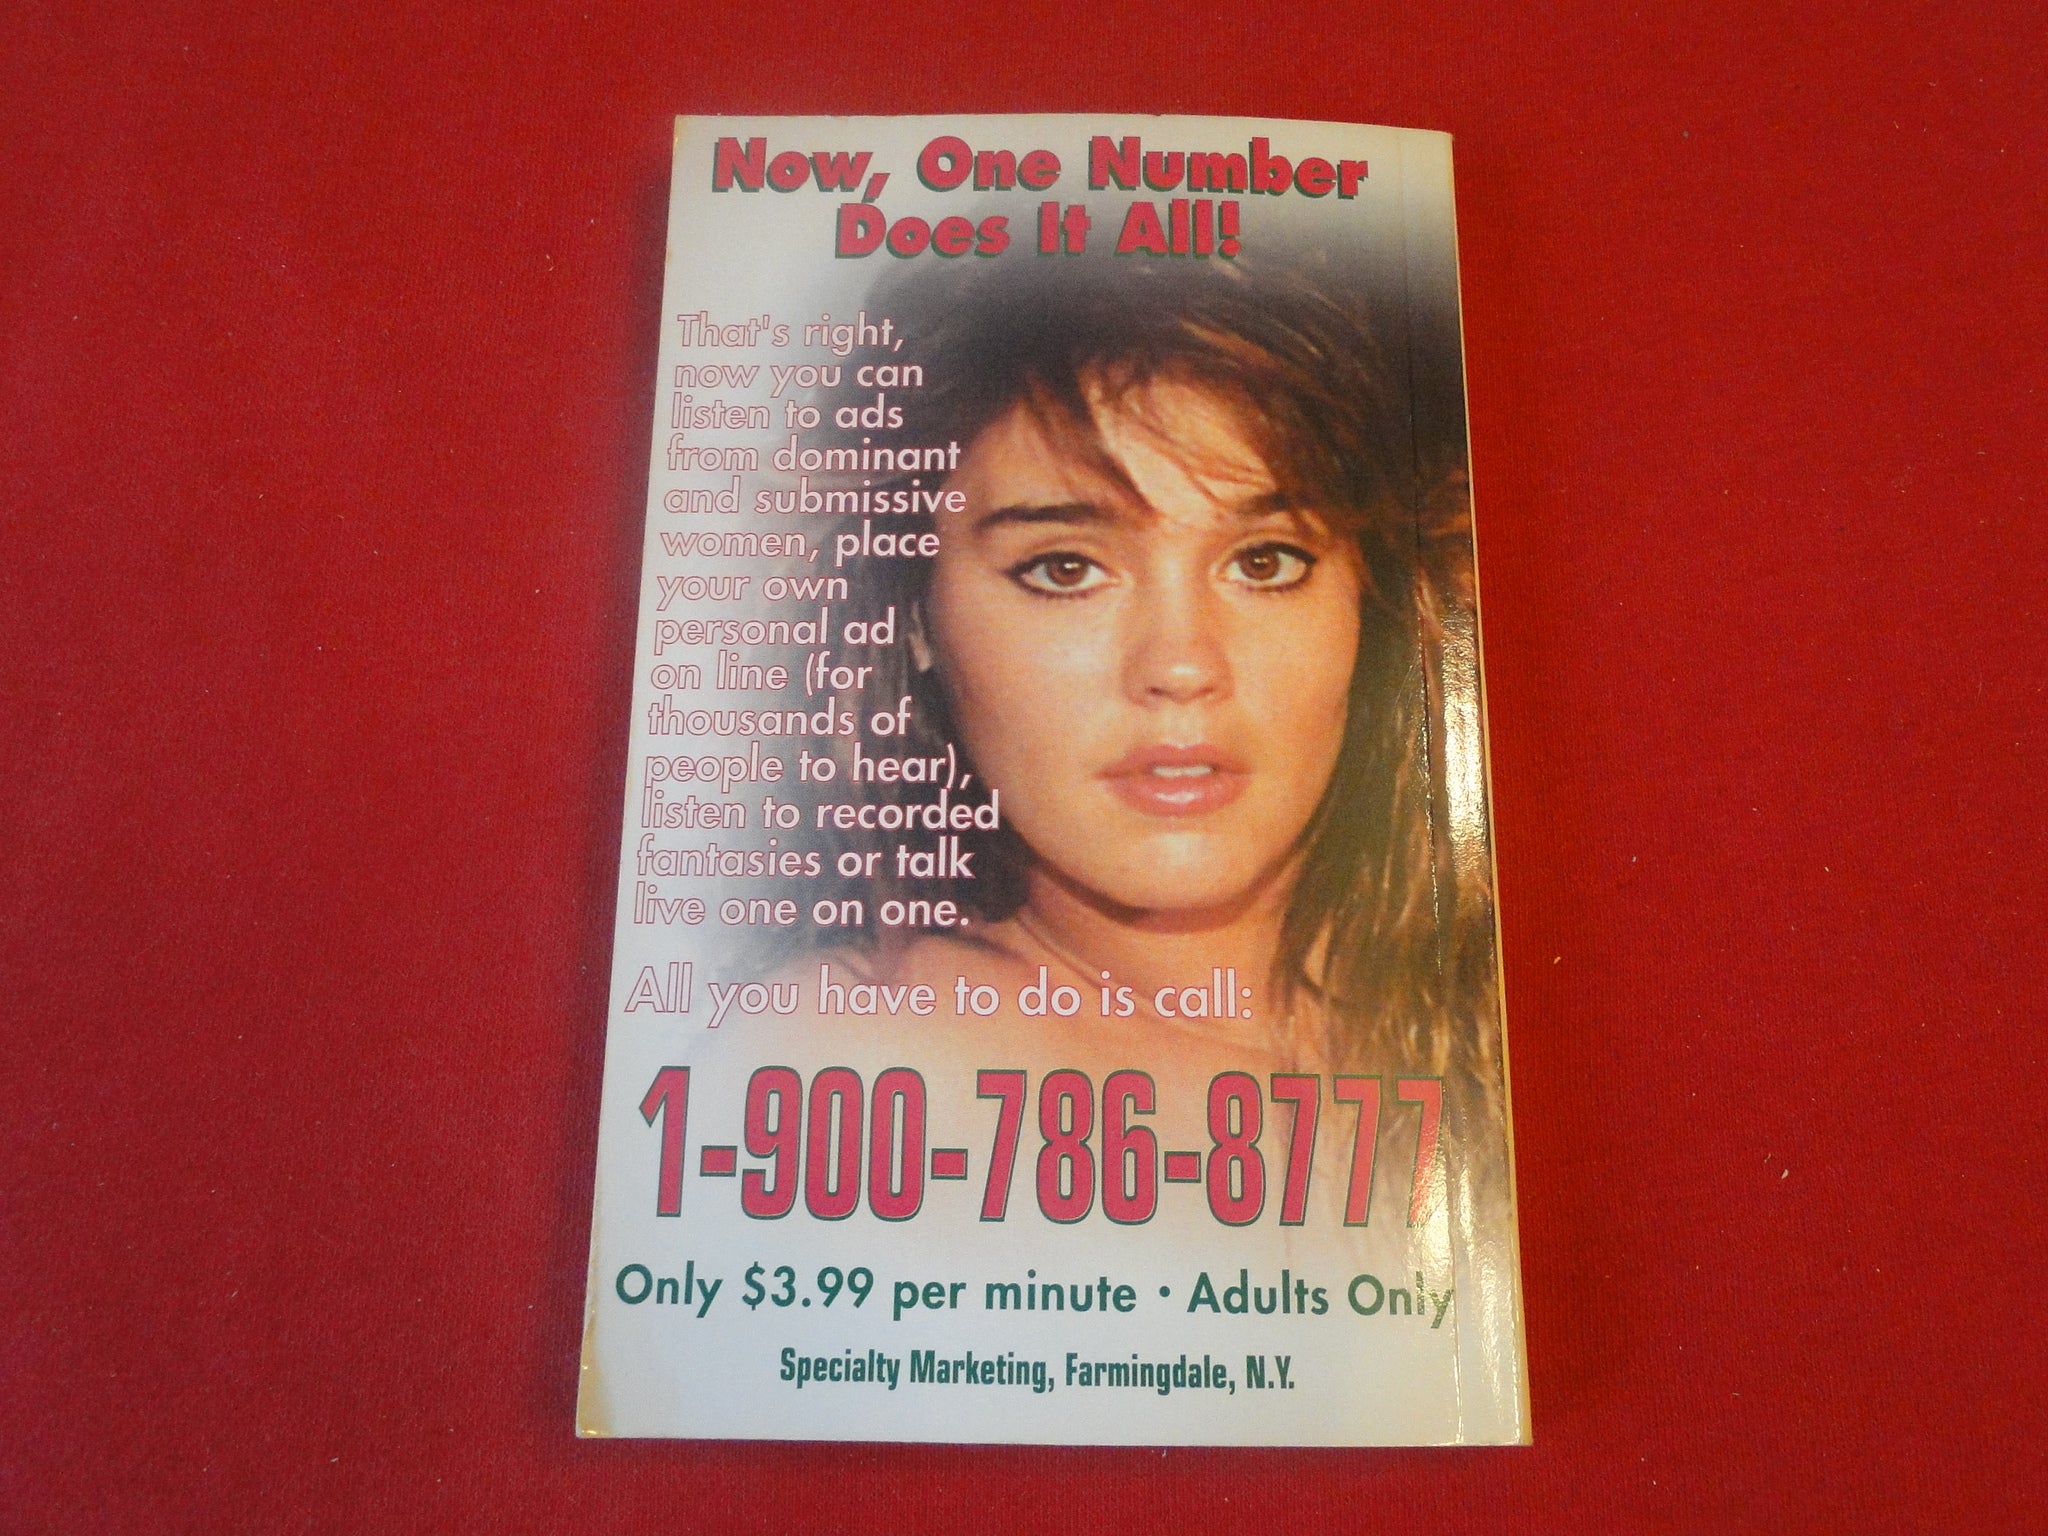 Now, One Number
Does It All!
That's right,
now you can
listen to ads
from dominant
and submissive
women, place
your own
personal ad
on line (for
thousands of
people to hear),
listen to recorded
fantasies or talk
live one on one.
All you have to do is call:
1-900-786-8777
Only $3.99 per minute • Adults Only
Specialty Marketing, Farmingdale, N.Y.